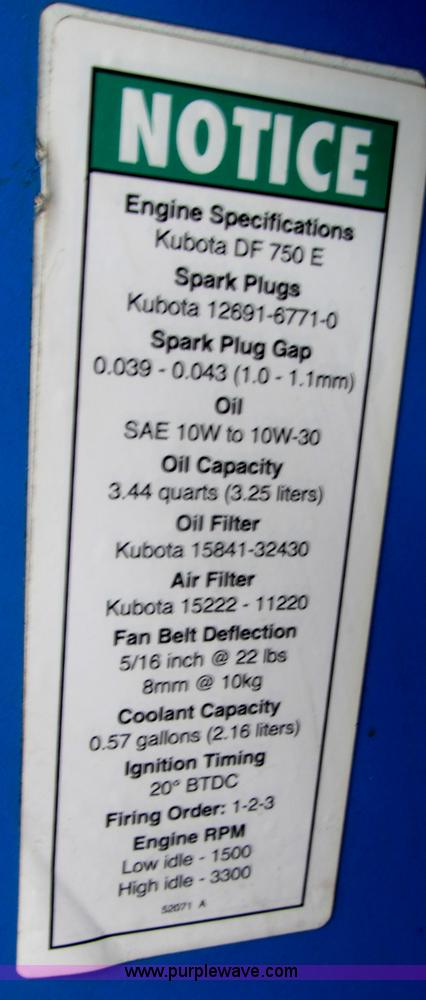 NOTICE
Engine Specifications
Kubota DF 750 E
Spark Plugs
Kubota 12691-6771-0
Spark Plug Gap
0.039 - 0.043 (1.0 - 1.1mm)
Oil
SAE 10W to 10W-30
Oil Capacity
3.44 quarts (3.25 liters)
Oil Filter
Kubota 15841-32430
Air Filter
Kubota 15222 - 11220
Fan Belt Deflection
5/16 inch @ 22 lbs
8mm @ 10kg
Coolant Capacity
0.57 gallons (2.16 liters)
Ignition Timing
20° BTDC
Firing Order: 1-2-3
Engine RPM
Low idle - 1500
High idle - 3300
52071 A
www.purplewave.com